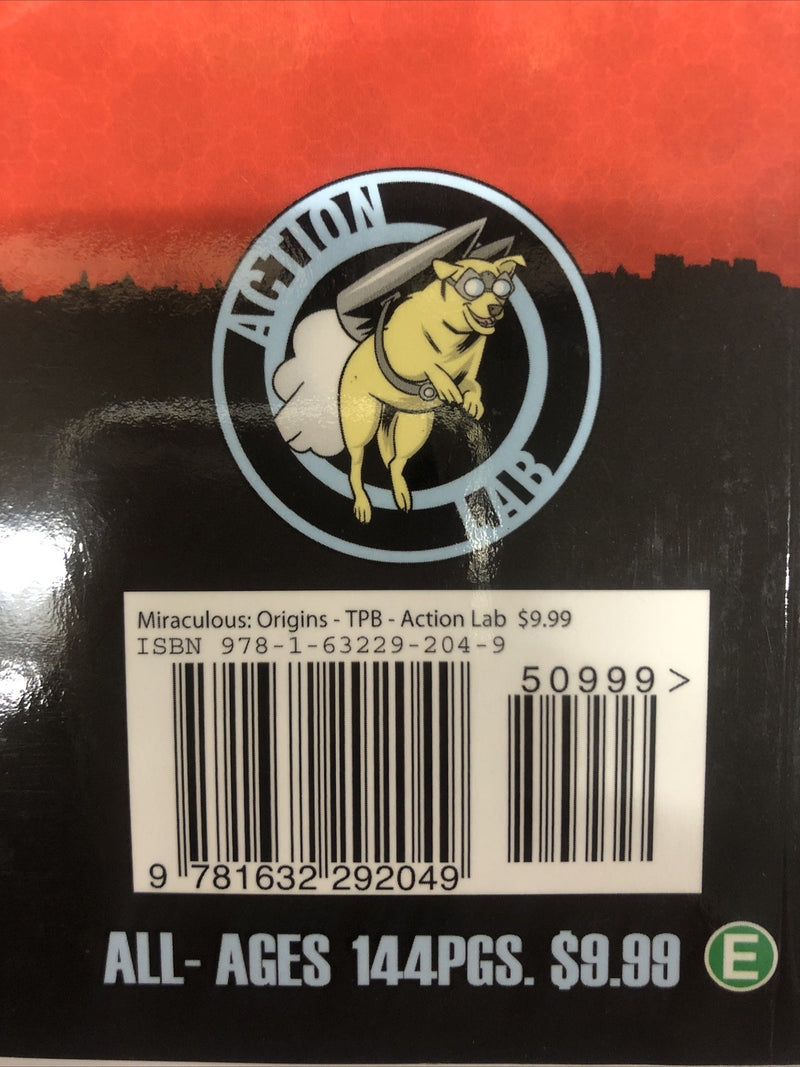 ACTION
LAB
Miraculous: Origins - TPB - Action Lab $9.99
ISBN 978-1-63229-204-9
50999 >
9 781632 292049
ALL- AGES 144PGS. $9.99 E